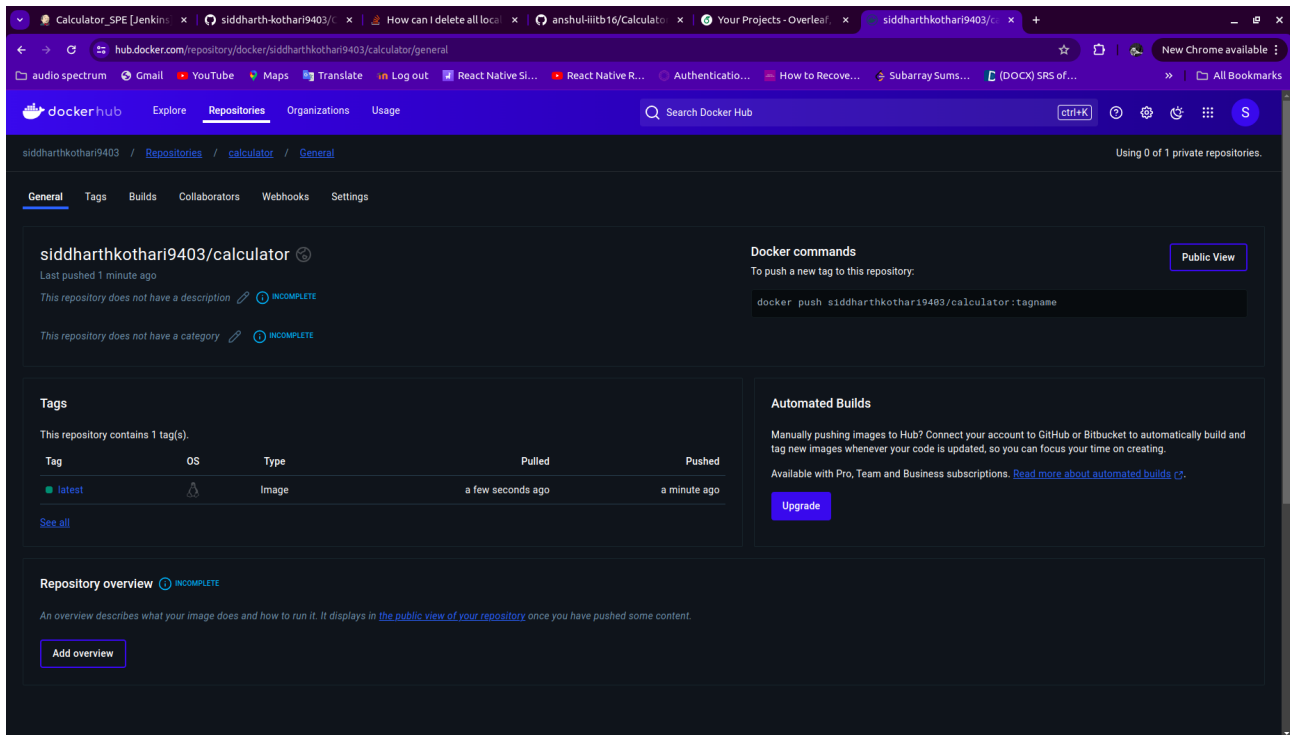 Calculator_SPE [Jenkins] siddharth-kothari9403/C How can I delete all local anshul-iiitb16/Calculato Your Projects - Overleaf, siddharthkothari9403/ca
hub.docker.com/repository/docker/siddharthkothari9403/calculator/general New Chrome available
audio spectrum Gmail YouTube Maps Translate Log out React Native Si... React Native R... Authenticatio... How to Recove... Subarray Sums... (DOCX) SRS of... » All Bookmarks
dockerhub Explore Repositories Organizations Usage Search Docker Hub ctrl+K S
siddharthkothari9403 / Repositories / calculator / General Using 0 of 1 private repositories.
General Tags Builds Collaborators Webhooks Settings
siddharthkothari9403/calculator
Last pushed 1 minute ago
This repository does not have a description INCOMPLETE
This repository does not have a category INCOMPLETE
Docker commands
Public View
To push a new tag to this repository:
docker push siddharthkothari9403/calculator:tagname
Tags
This repository contains 1 tag(s).
Tag OS Type Pulled Pushed
latest Image a few seconds ago a minute ago
See all
Automated Builds
Manually pushing images to Hub? Connect your account to GitHub or Bitbucket to automatically build and
tag new images whenever your code is updated, so you can focus your time on creating.
Available with Pro, Team and Business subscriptions. Read more about automated builds.
Upgrade
Repository overview INCOMPLETE
An overview describes what your image does and how to run it. It displays in the public view of your repository once you have pushed some content.
Add overview